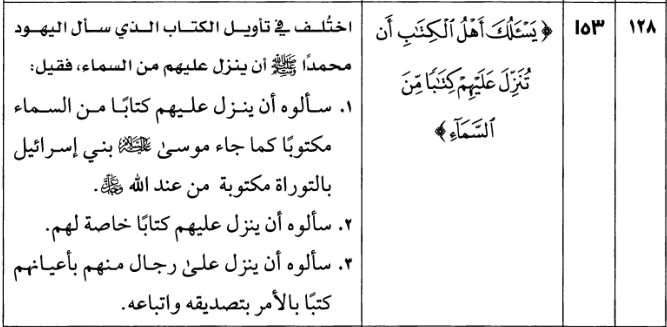 ١٢٨
١٥٣
﴿ يَسْـَٔلُكَ أَهْلُ ٱلْكِتَٰبِ أَن
تُنَزِّلَ عَلَيْهِمْ كِتَٰبًا مِّنَ
ٱلسَّمَآءِ ﴾
اختُلف في تأويل الكتاب الذي سأل اليهود
محمدًا ﷺ أن ينزل عليهم من السماء، فقيل:
١. سألوه أن ينزل عليهم كتابًا من السماء
مكتوبًا كما جاء موسىٰ عليه السلام بني إسرائيل
بالتوراة مكتوبة من عند الله ﷻ.
٢. سألوه أن ينزل عليهم كتابًا خاصة لهم.
٣. سألوه أن ينزل علىٰ رجال منهم بأعيانهم
كتبًا بالأمر بتصديقه واتباعه.